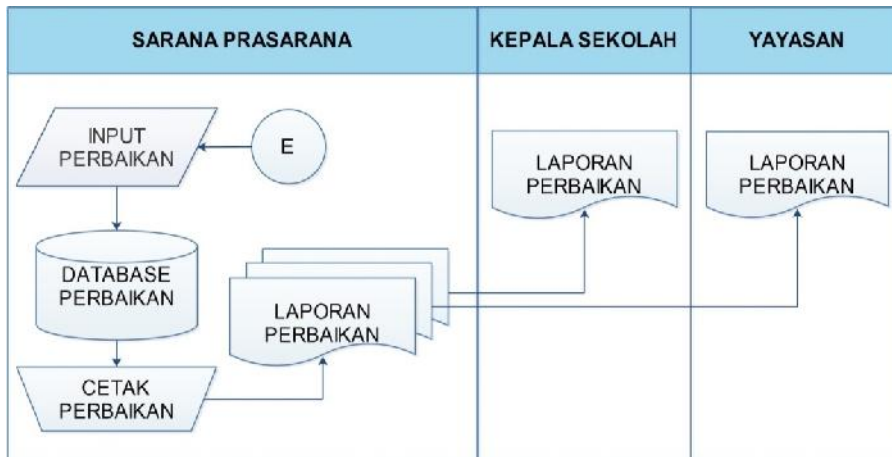 SARANA PRASARANA
KEPALA SEKOLAH
YAYASAN
INPUT
PERBAIKAN
E
DATABASE
PERBAIKAN
CETAK
PERBAIKAN
LAPORAN
PERBAIKAN
LAPORAN
PERBAIKAN
LAPORAN
PERBAIKAN